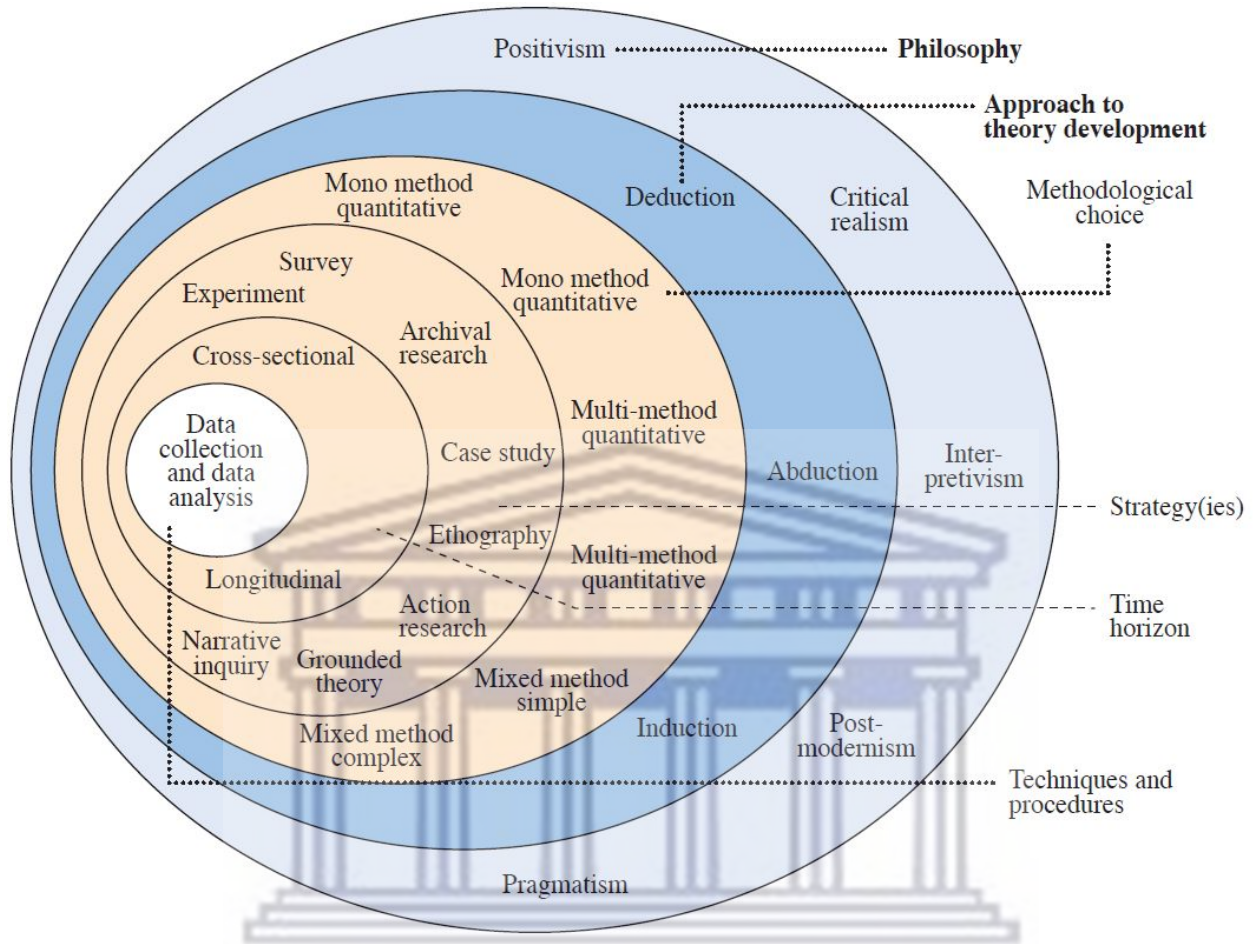 Positivism
Philosophy
Approach to
theory development
Mono method
quantitative
Deduction
Critical
realism
Methodological
choice
Survey
Experiment
Mono method
quantitative
Archival
research
Cross-sectional
Data
collection
and data
analysis
Multi-method
quantitative
Case study
Abduction
Inter-
pretivism
Strategy(ies)
Ethography
Multi-method
quantitative
Longitudinal
Time
horizon
Action
research
Narrative
inquiry
Grounded
theory
Mixed method
simple
Mixed method
complex
Induction
Post-
modernism
Techniques and
procedures
Pragmatism